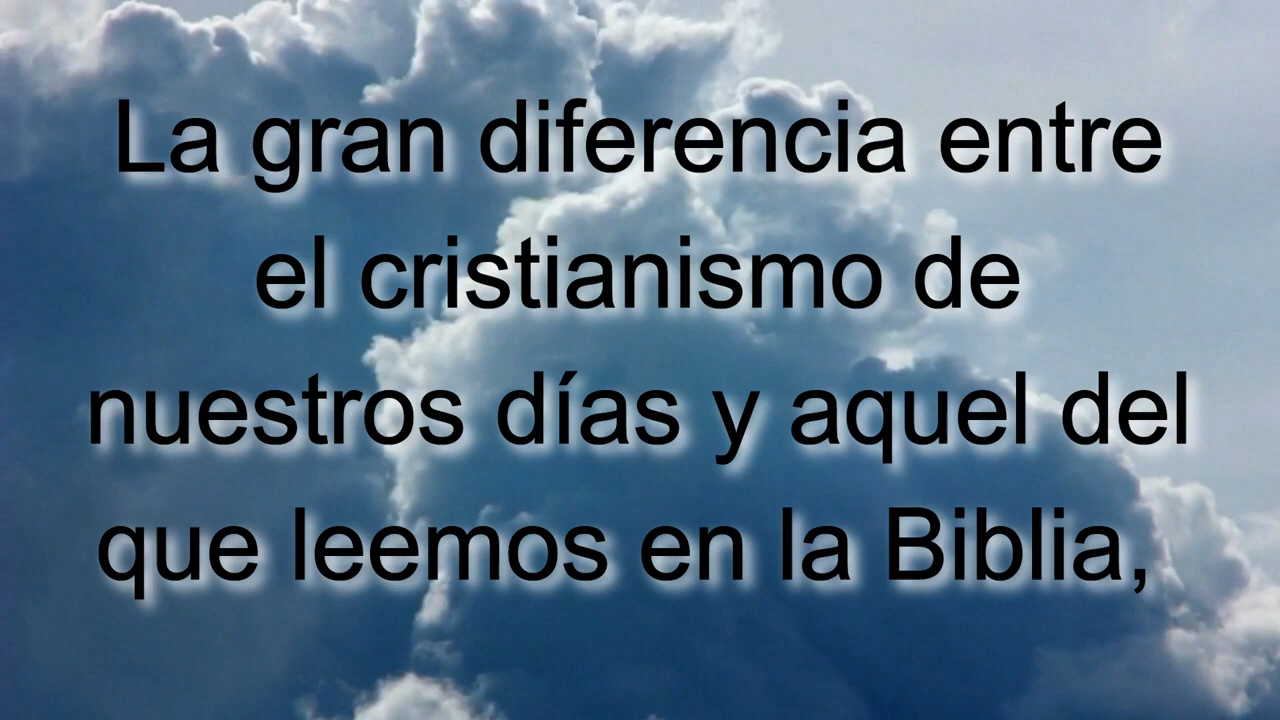 La gran diferencia entre
el cristianismo de
nuestros días y aquel del
que leemos en la Biblia,